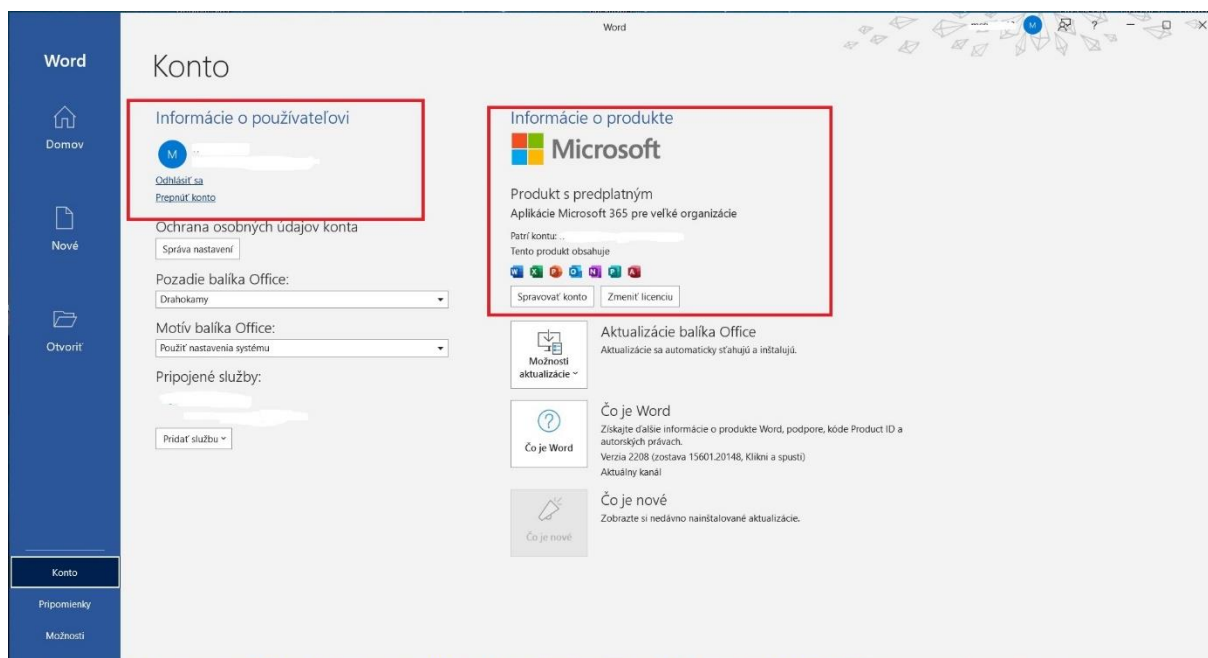 Word
M
?
Word
Domov
Nové
Otvoriť
Konto
Pripomienky
Možnosti
Konto
Informácie o používateľovi
M
Odhlásiť sa
Prepnúť konto
Ochrana osobných údajov konta
Správa nastavení
Pozadie balíka Office:
Drahokamy
Motív balíka Office:
Použiť nastavenia systému
Pripojené služby:
Pridať službu
Informácie o produkte
Microsoft
Produkt s predplatným
Aplikácie Microsoft 365 pre veľké organizácie
Patrí kontu:
Tento produkt obsahuje
W X P O N P A
Spravovať konto
Zmeniť licenciu
Možnosti
aktualizácie
Aktualizácie balíka Office
Aktualizácie sa automaticky sťahujú a inštalujú.
?
Čo je Word
Čo je Word
Získajte ďalšie informácie o produkte Word, podpore, kóde Product ID a
autorských právach.
Verzia 2208 (zostava 15601.20148, Klikni a spusti)
Aktuálny kanál
Čo je nové
Čo je nové
Zobrazte si nedávno nainštalované aktualizácie.